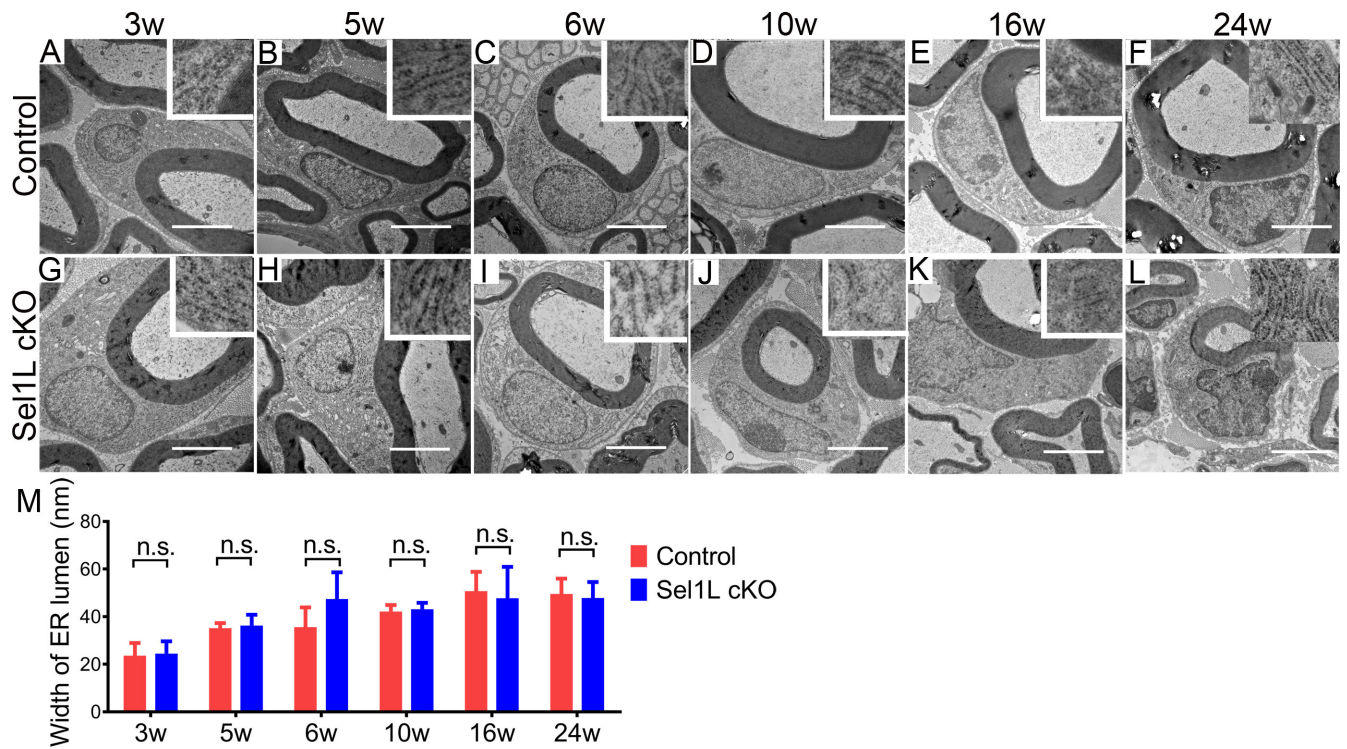 3w 5w 6w 10w 16w 24w
Control
A B C D E F
Sel1L cKO
G H I J K L
M
Width of ER lumen (nm)
80
60
40
20
0
n.s. n.s. n.s. n.s. n.s. n.s.
Control
Sel1L cKO
3w 5w 6w 10w 16w 24w